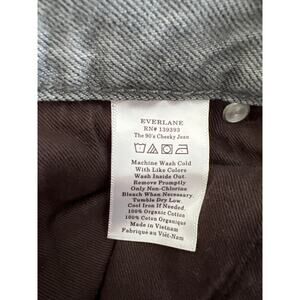 EVERLANE
RN# 139393
The 90's Cheeky Jean
Machine Wash Cold
With Like Colors
Wash Inside Out.
Remove Promptly
Only Non-Chlorine
Bleach When Necessary.
Tumble Dry Low.
Cool Iron If Needed.
100% Organic Cotton
100% Coton Organique
Made in Vietnam
Fabriqué au Viêt-Nam